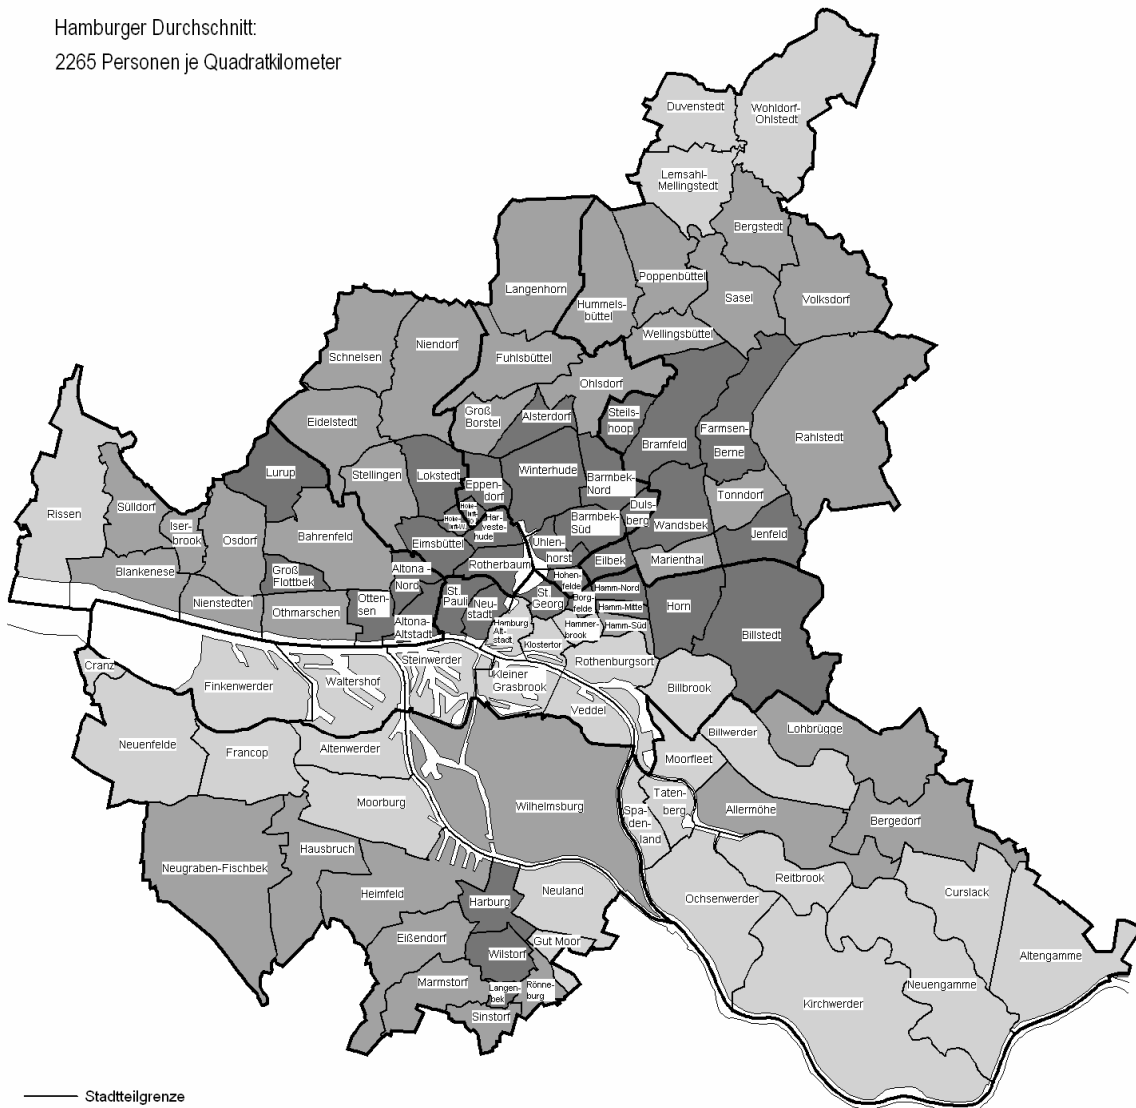 Hamburger Durchschnitt:
2265 Personen je Quadratkilometer
Duvenstedt
Wohldorf-
Ohlstedt
Lemsahl-
Mellingstedt
Bergstedt
Langenhorn
Hummels-
büttel
Poppenbüttel
Sasel
Volksdorf
Wellingsbüttel
Schnelsen
Niendorf
Fuhlsbüttel
Ohlsdorf
Eidelstedt
Groß
Borstel
Alsterdorf
Steils-
hoop
Bramfeld
Farmsen-
Berne
Rahlstedt
Lurup
Stellingen
Lokstedt
Eppen-
dorf
Winterhude
Barmbek-
Nord
Tonndorf
Rissen
Sülldorf
Iser-
brook
Osdorf
Bahrenfeld
Eimsbüttel
Har-
veste-
hude
Barmbek-
Süd
Duls-
berg
Wandsbek
Jenfeld
Uhlen-
horst
Eilbek
Marienthal
Blankenese
Groß
Flottbek
Altona -
Nord
Rotherbaum
Hohen-
felde
Hamm-Nord
Nienstedten
Othmarschen
Otten-
sen
St.
Pauli
Neu-
stadt
St.
Georg
Borg-
felde
Hamm-Mitte
Horn
Billstedt
Altona-
Altstadt
Hamburg
Alt-
stadt
Hammer-
brook
Hamm-Süd
Klostertor
Rothenburgsort
Cranz
Finkenwerder
Waltershof
Steinwerder
Kleiner
Grasbrook
Billbrook
Veddel
Neuenfelde
Francop
Altenwerder
Billwerder
Lohbrügge
Moorfleet
Moorburg
Wilhelmsburg
Spa-
den-
land
Taten-
berg
Allermöhe
Bergedorf
Neugraben-Fischbek
Hausbruch
Heimfeld
Harburg
Neuland
Ochsenwerder
Reitbrook
Curslack
Eißendorf
Wilstorf
Gut Moor
Altengamme
Marmstorf
Langen-
bek
Rönne-
burg
Neuengamme
Kirchwerder
Sinstorf
Stadtteilgrenze